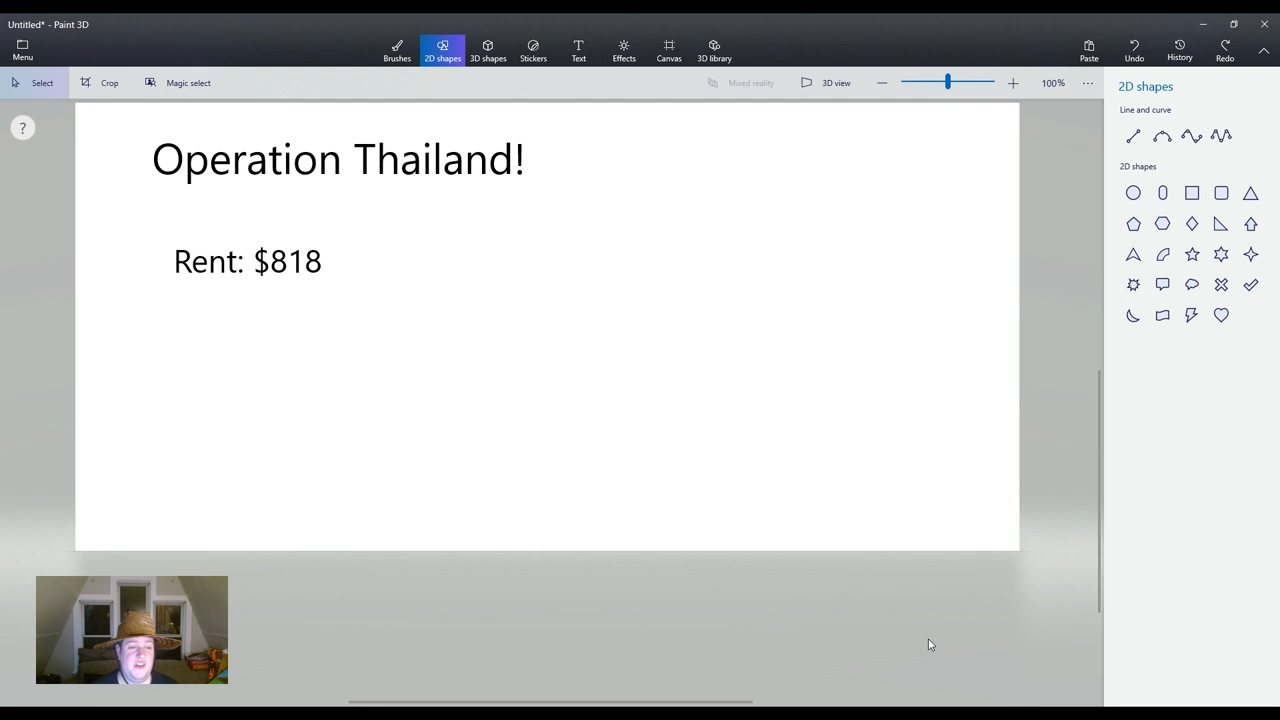 Untitled* - Paint 3D
Menu
Brushes
2D shapes
3D shapes
Stickers
Text
Effects
Canvas
3D library
Paste
Undo
History
Redo
Select
Crop
Magic select
Mixed reality
3D view
100%
2D shapes
Line and curve
2D shapes
?
Operation Thailand!
Rent: $818